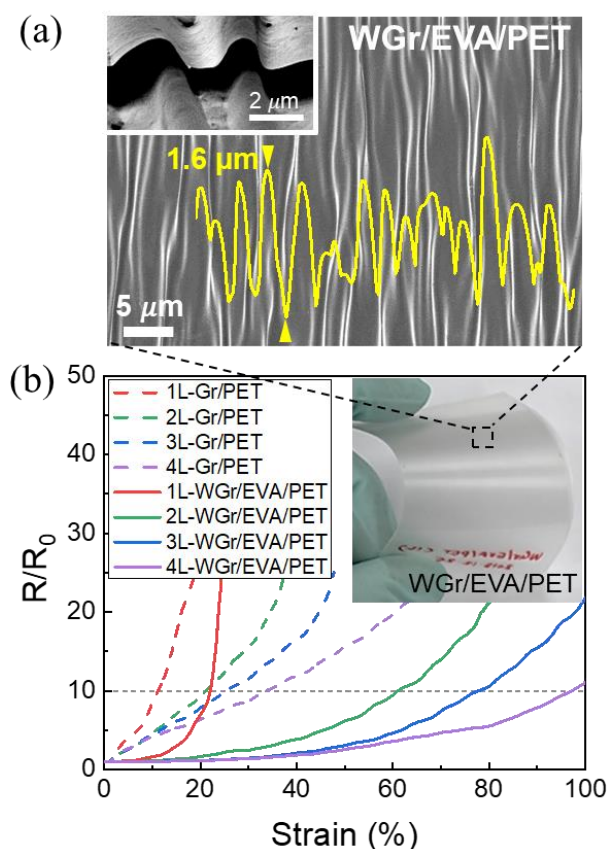 (a)
WGr/EVA/PET
2 μm
1.6 μm
5 μm
(b)
50
40
30
20
10
0
R/R0
1L-Gr/PET
2L-Gr/PET
3L-Gr/PET
4L-Gr/PET
1L-WGr/EVA/PET
2L-WGr/EVA/PET
3L-WGr/EVA/PET
4L-WGr/EVA/PET
WGr/EVA/PET
0 20 40 60 80 100
Strain (%)